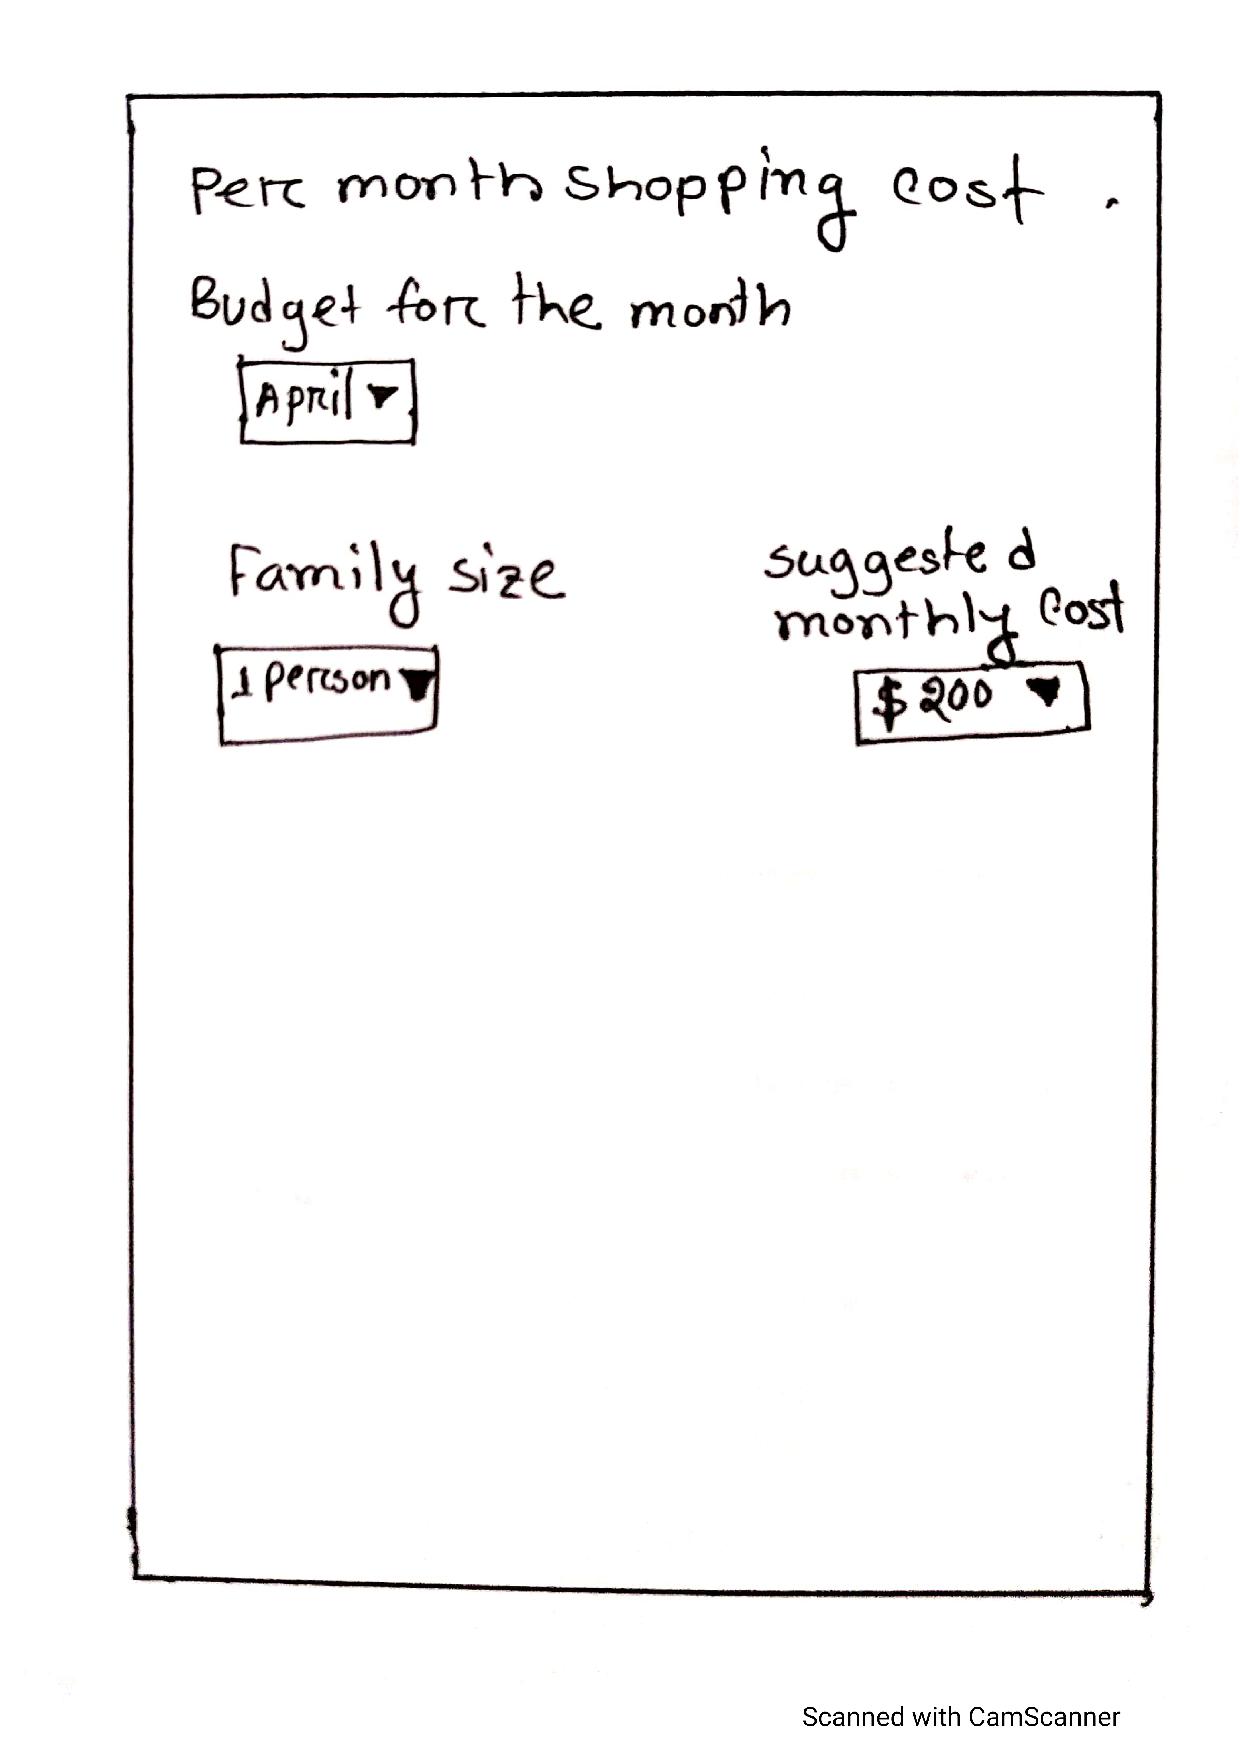 Per month shopping cost.
Budget for the month
April
Family size
suggested
monthly cost
1 person
$ 200
Scanned with CamScanner